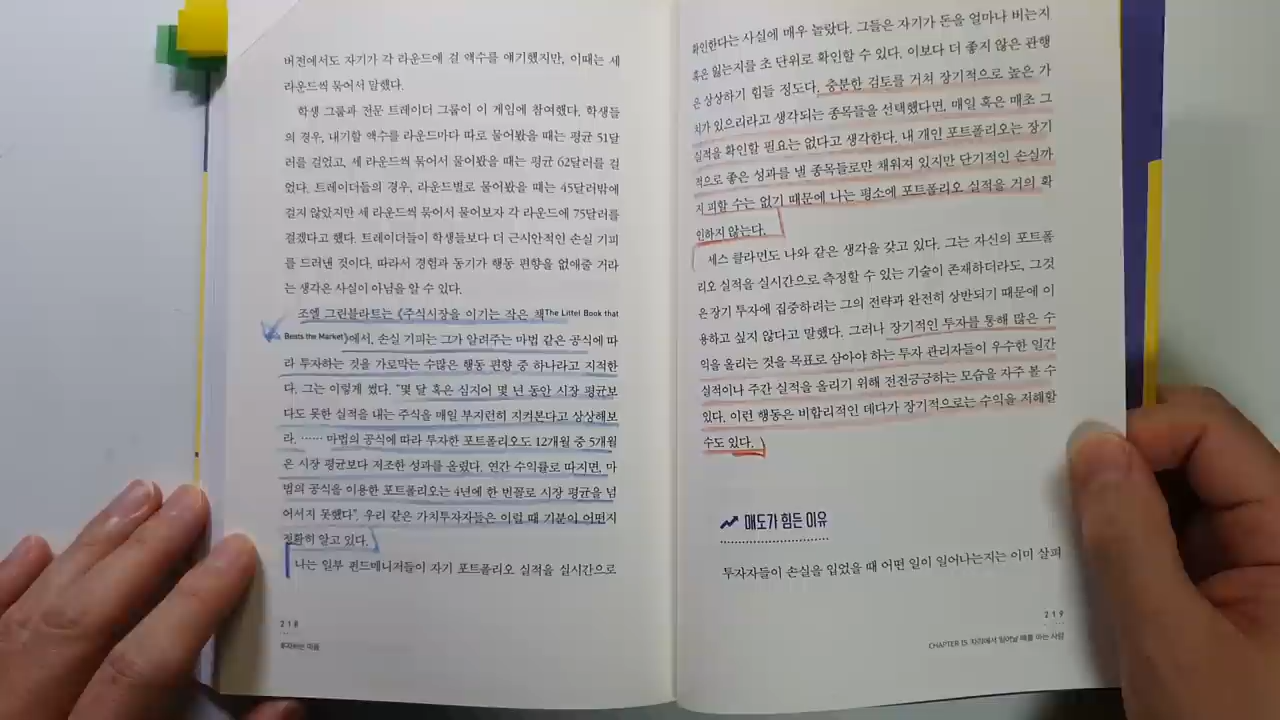 버전에서도 자기가 각 라운드에 걸 액수를 얘기했지만, 이때는 세
라운드씩 묶어서 말했다.
학생 그룹과 전문 트레이더 그룹이 이 게임에 참여했다. 학생들
의 경우, 내기할 액수를 라운드마다 따로 물어봤을 때는 평균 51달
러를 걸었고, 세 라운드씩 묶어서 물어봤을 때는 평균 62달러를 걸
었다. 트레이더들의 경우, 라운드별로 물어봤을 때는 45달러밖에
걸지 않았지만 세 라운드씩 묶어서 물어보자 각 라운드에 75달러를
걸겠다고 했다. 트레이더들이 학생들보다 더 근시안적인 손실 기피
를 드러낸 것이다. 따라서 경험과 동기가 행동 편향을 없애줄 거라
는 생각은 사실이 아님을 알 수 있다.
조엘 그린블라트는 《주식시장을 이기는 작은 책The Littel Book that
Beats the Market》에서, 손실 기피는 그가 알려주는 마법 같은 공식에 따
라 투자하는 것을 가로막는 수많은 행동 편향 중 하나라고 지적한
다. 그는 이렇게 썼다. "몇 달 혹은 심지어 몇 년 동안 시장 평균보
다도 못한 실적을 내는 주식을 매일 부지런히 지켜본다고 상상해보
라. …… 마법의 공식에 따라 투자한 포트폴리오도 12개월 중 5개월
은 시장 평균보다 저조한 성과를 올렸다. 연간 수익률로 따지면, 마
법의 공식을 이용한 포트폴리오는 4년에 한 번꼴로 시장 평균을 넘
어서지 못했다". 우리 같은 가치투자자들은 이럴 때 기분이 어떤지
정확히 알고 있다.
나는 일부 펀드매니저들이 자기 포트폴리오 실적을 실시간으로
218
투자하는 마음
확인한다는 사실에 매우 놀랐다. 그들은 자기가 돈을 얼마나 버는지
혹은 잃는지를 초 단위로 확인할 수 있다. 이보다 더 좋지 않은 관행
은 상상하기 힘들 정도다. 충분한 검토를 거쳐 장기적으로 높은 가
치가 있으리라고 생각되는 종목들을 선택했다면, 매일 혹은 매초 그
실적을 확인할 필요는 없다고 생각한다. 내 개인 포트폴리오는 장기
적으로 좋은 성과를 낼 종목들로만 채워져 있지만 단기적인 손실까
지 피할 수는 없기 때문에 나는 평소에 포트폴리오 실적을 거의 확
인하지 않는다.
세스 클라먼도 나와 같은 생각을 갖고 있다. 그는 자신의 포트폴
리오 실적을 실시간으로 측정할 수 있는 기술이 존재하더라도, 그것
은 장기 투자에 집중하려는 그의 전략과 완전히 상반되기 때문에 이
용하고 싶지 않다고 말했다. 그러나 장기적인 투자를 통해 많은 수
익을 올리는 것을 목표로 삼아야 하는 투자 관리자들이 우수한 일간
실적이나 주간 실적을 올리기 위해 전전긍긍하는 모습을 자주 볼 수
있다. 이런 행동은 비합리적인 데다가 장기적으로는 수익을 저해할
수도 있다.
매도가 힘든 이유
투자자들이 손실을 입었을 때 어떤 일이 일어나는지는 이미 살펴
219
CHAPTER 15. 자리에서 일어날 때를 아는 사람